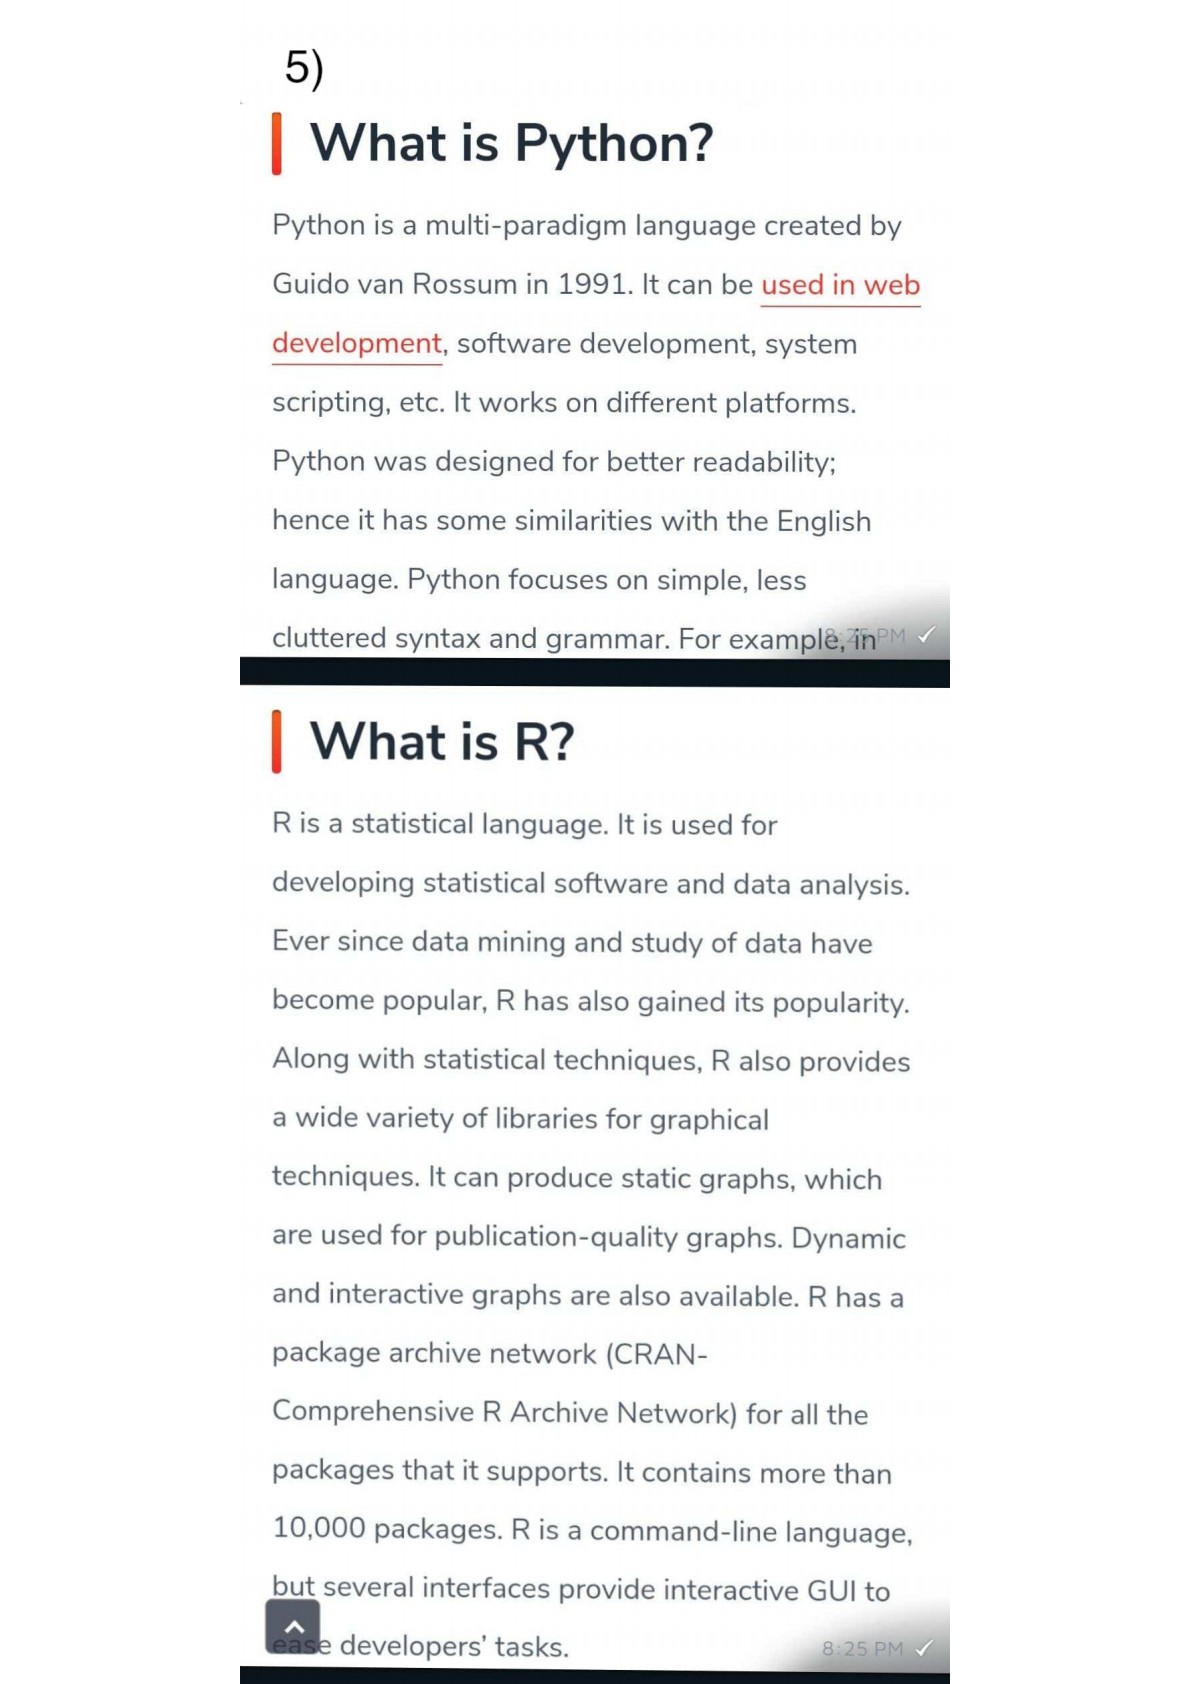 5)
What is Python?
Python is a multi-paradigm language created by
Guido van Rossum in 1991. It can be used in web
development, software development, system
scripting, etc. It works on different platforms.
Python was designed for better readability;
hence it has some similarities with the English
language. Python focuses on simple, less
cluttered syntax and grammar. For example, in
8:25 PM
What is R?
R is a statistical language. It is used for
developing statistical software and data analysis.
Ever since data mining and study of data have
become popular, R has also gained its popularity.
Along with statistical techniques, R also provides
a wide variety of libraries for graphical
techniques. It can produce static graphs, which
are used for publication-quality graphs. Dynamic
and interactive graphs are also available. R has a
package archive network (CRAN-
Comprehensive R Archive Network) for all the
packages that it supports. It contains more than
10,000 packages. R is a command-line language,
but several interfaces provide interactive GUI to
ease developers' tasks.
8:25 PM